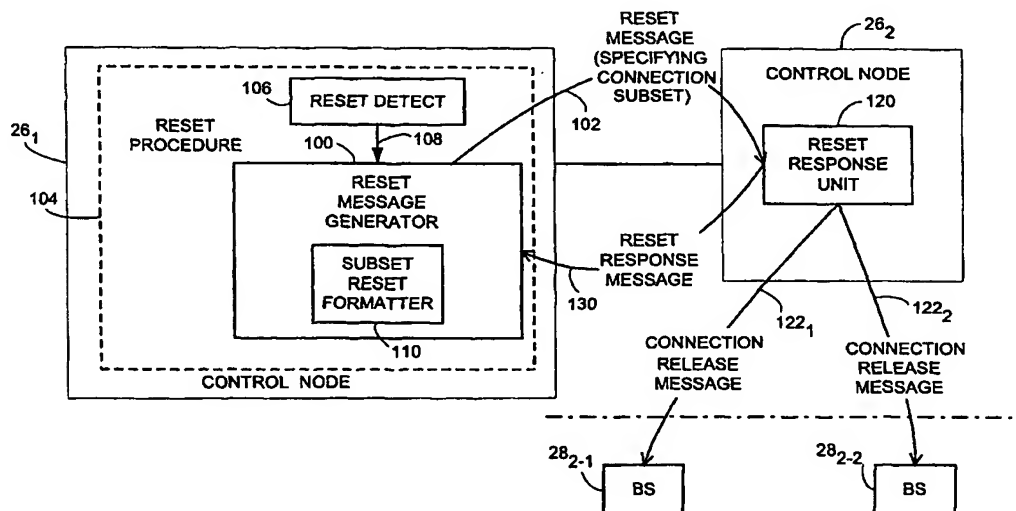 RESET
MESSAGE
(SPECIFYING
CONNECTION
SUBSET)
102
26₂
CONTROL NODE
120
RESET
RESPONSE
UNIT
106
RESET DETECT
RESET
PROCEDURE
108
100
26₁
104
RESET
MESSAGE
GENERATOR
SUBSET
RESET
FORMATTER
110
CONTROL NODE
RESET
RESPONSE
MESSAGE
130
122₁
122₂
CONNECTION
RELEASE
MESSAGE
CONNECTION
RELEASE
MESSAGE
28₂₋₁
BS
28₂₋₂
BS